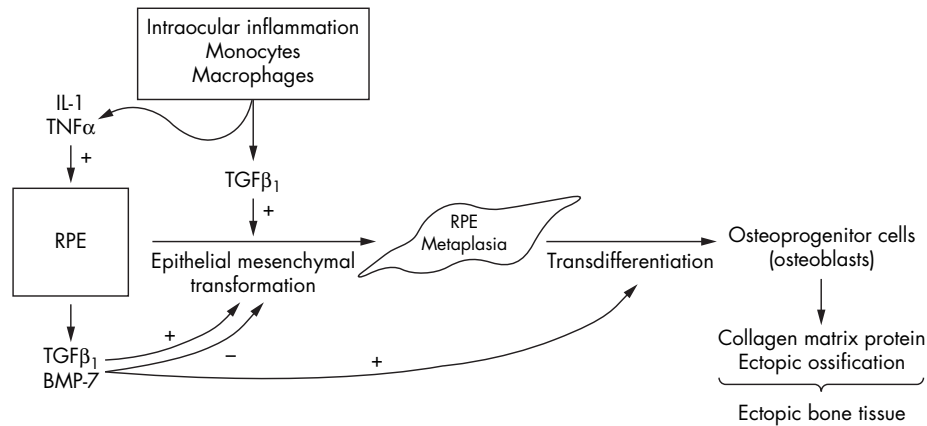 Intraocular inflammation
Monocytes
Macrophages
IL-1
TNFα
+
TGFβ1
+
RPE
RPE
Metaplasia
Epithelial mesenchymal
transformation
Transdifferentiation
Osteoprogenitor cells
(osteoblasts)
+
–
+
TGFβ1
BMP-7
Collagen matrix protein
Ectopic ossification
Ectopic bone tissue